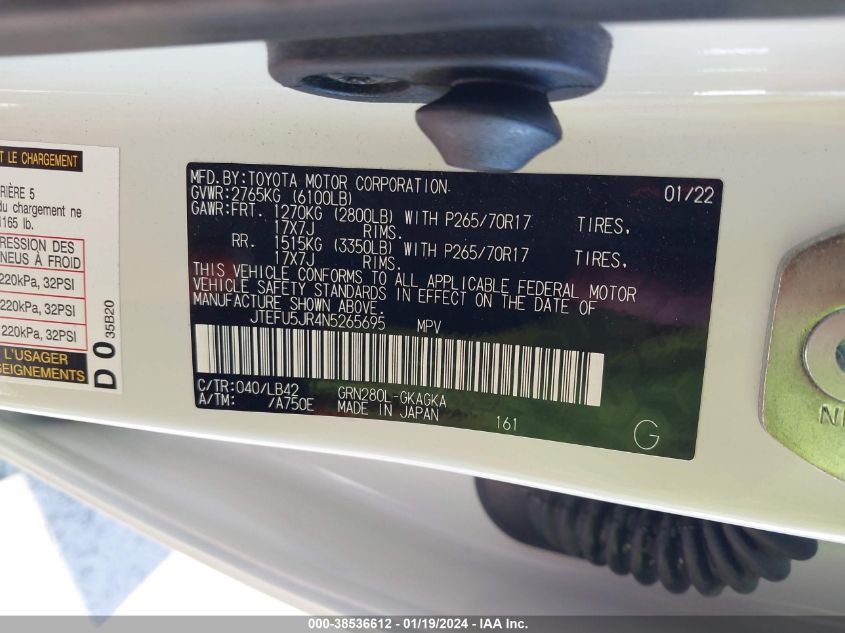 T LE CHARGEMENT
RIÈRE 5
du chargement ne
165 lb.
RESSION DES
NEUS À FROID
220kPa, 32PSI
220kPa, 32PSI
220kPa, 32PSI
L'USAGER
SEIGNEMENTS
D 0 35B20
MFD.BY:TOYOTA MOTOR CORPORATION 01/22
GVWR:2765KG (6100LB)
GAWR:FRT. 1270KG (2800LB) WITH P265/70R17 TIRES,
17X7J RIMS.
RR. 1515KG (3350LB) WITH P265/70R17 TIRES,
17X7J RIMS.
THIS VEHICLE CONFORMS TO ALL APPLICABLE FEDERAL MOTOR
VEHICLE SAFETY STANDARDS IN EFFECT ON THE DATE OF
MANUFACTURE SHOWN ABOVE.
JTEFU5JR4N5265695 MPV
C/TR:040/LB42 GRN280L-GKAGKA
A/TM: /A750E MADE IN JAPAN 161 G
000-38536612 - 01/19/2024 - IAA Inc.